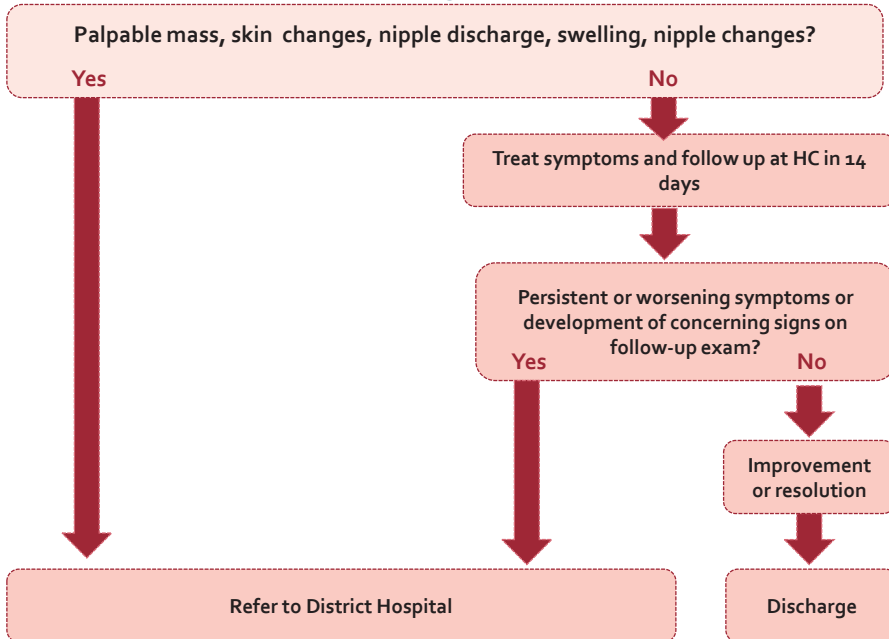 Palpable mass, skin changes, nipple discharge, swelling, nipple changes?
Yes
No
Treat symptoms and follow up at HC in 14
days
Persistent or worsening symptoms or
development of concerning signs on
follow-up exam?
Yes
No
Improvement
or resolution
Refer to District Hospital
Discharge